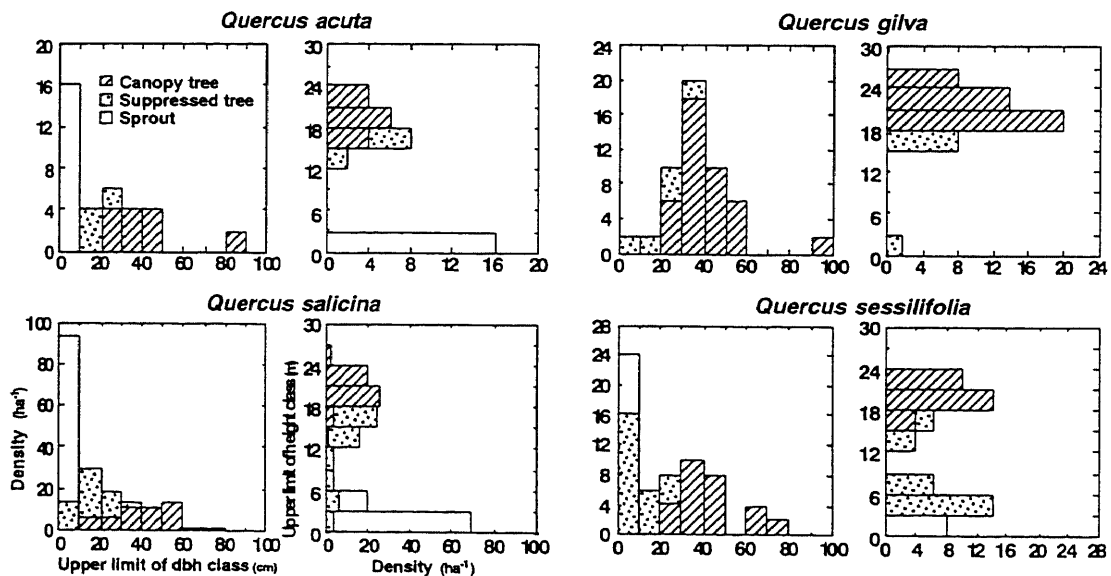 Quercus acuta
Quercus gilva
20
16
12
8
4
0
Canopy tree
Suppressed tree
Sprout
0 20 40 60 80 100
30
24
18
12
6
0
0 4 8 12 16 20
24
20
16
12
8
4
0
0 20 40 60 80 100
30
24
18
12
6
0
0 4 8 12 16 20 24
Quercus salicina
Quercus sessilifolia
Density (ha⁻¹)
100
80
60
40
20
0
0 20 40 60 80 100
Upper limit of dbh class (cm)
Upper limit of height class (m)
30
24
18
12
6
0
0 20 40 60 80 100
Density (ha⁻¹)
28
24
20
16
12
8
4
0
0 20 40 60 80 100
30
24
18
12
6
0
0 4 8 12 16 20 24 28